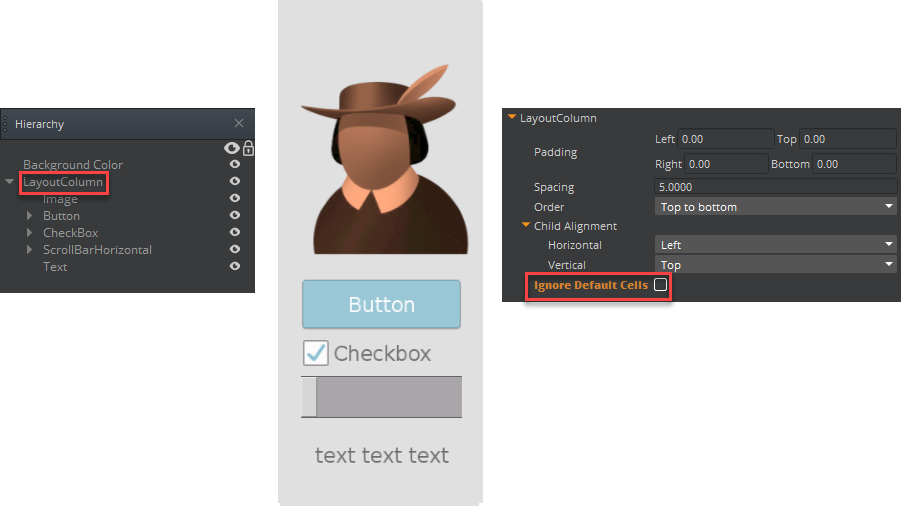 Hierarchy
Background Color
LayoutColumn
Image
Button
CheckBox
ScrollBarHorizontal
Text
Button
Checkbox
text text text
LayoutColumn
Padding
Left 0.00 Top 0.00
Right 0.00 Bottom 0.00
Spacing 5.0000
Order Top to bottom
Child Alignment
Horizontal Left
Vertical Top
Ignore Default Cells